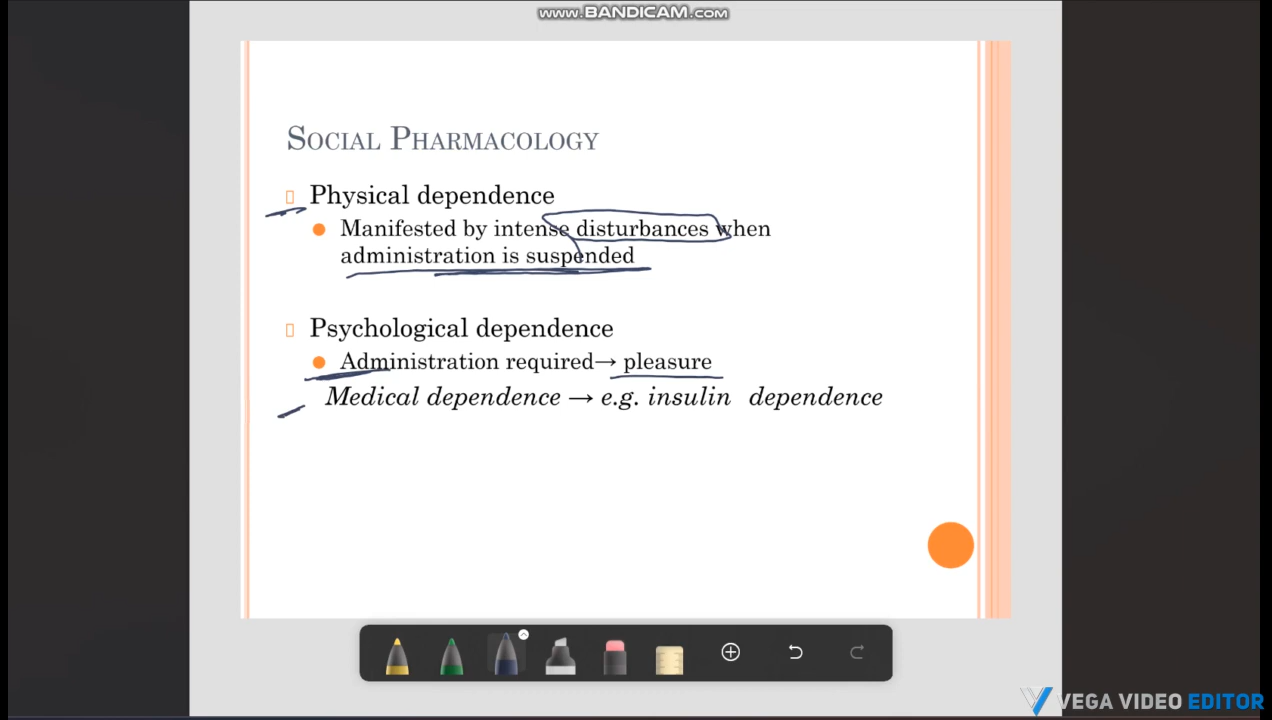 www.BANDICAM.com
SOCIAL PHARMACOLOGY
Physical dependence
Manifested by intense disturbances when
administration is suspended
Psychological dependence
Administration required→ pleasure
Medical dependence → e.g. insulin dependence
VEGA VIDEO EDITOR